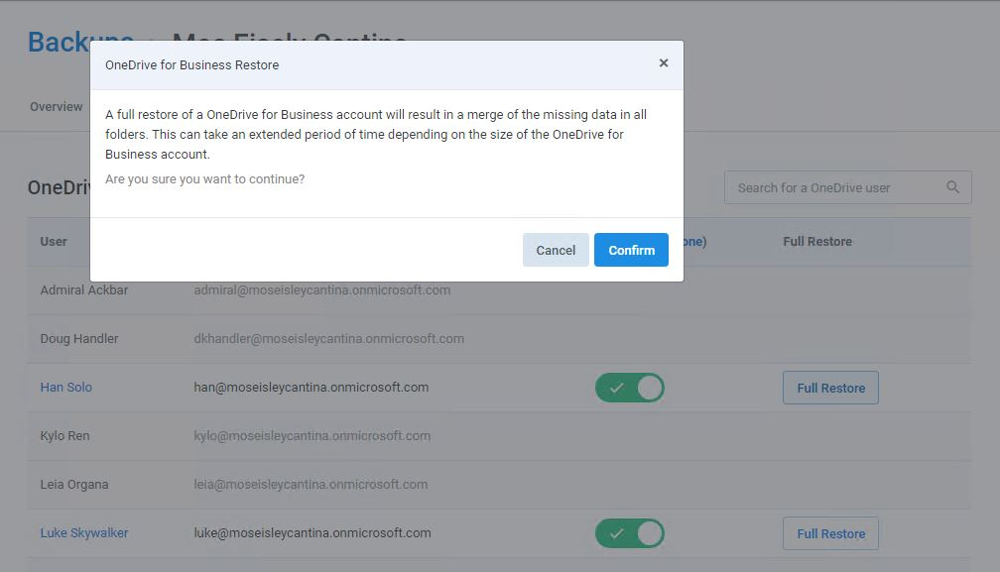 Backups
OneDrive for Business Restore
×
Overview
A full restore of a OneDrive for Business account will result in a merge of the missing data in all
folders. This can take an extended period of time depending on the size of the OneDrive for
Business account.
Are you sure you want to continue?
Cancel Confirm
Search for a OneDrive user
User Full Restore
Admiral Ackbar admiral@moseisleycantina.onmicrosoft.com
Doug Handler dkhandler@moseisleycantina.onmicrosoft.com
Han Solo han@moseisleycantina.onmicrosoft.com Full Restore
Kylo Ren kylo@moseisleycantina.onmicrosoft.com
Leia Organa leia@moseisleycantina.onmicrosoft.com
Luke Skywalker luke@moseisleycantina.onmicrosoft.com Full Restore